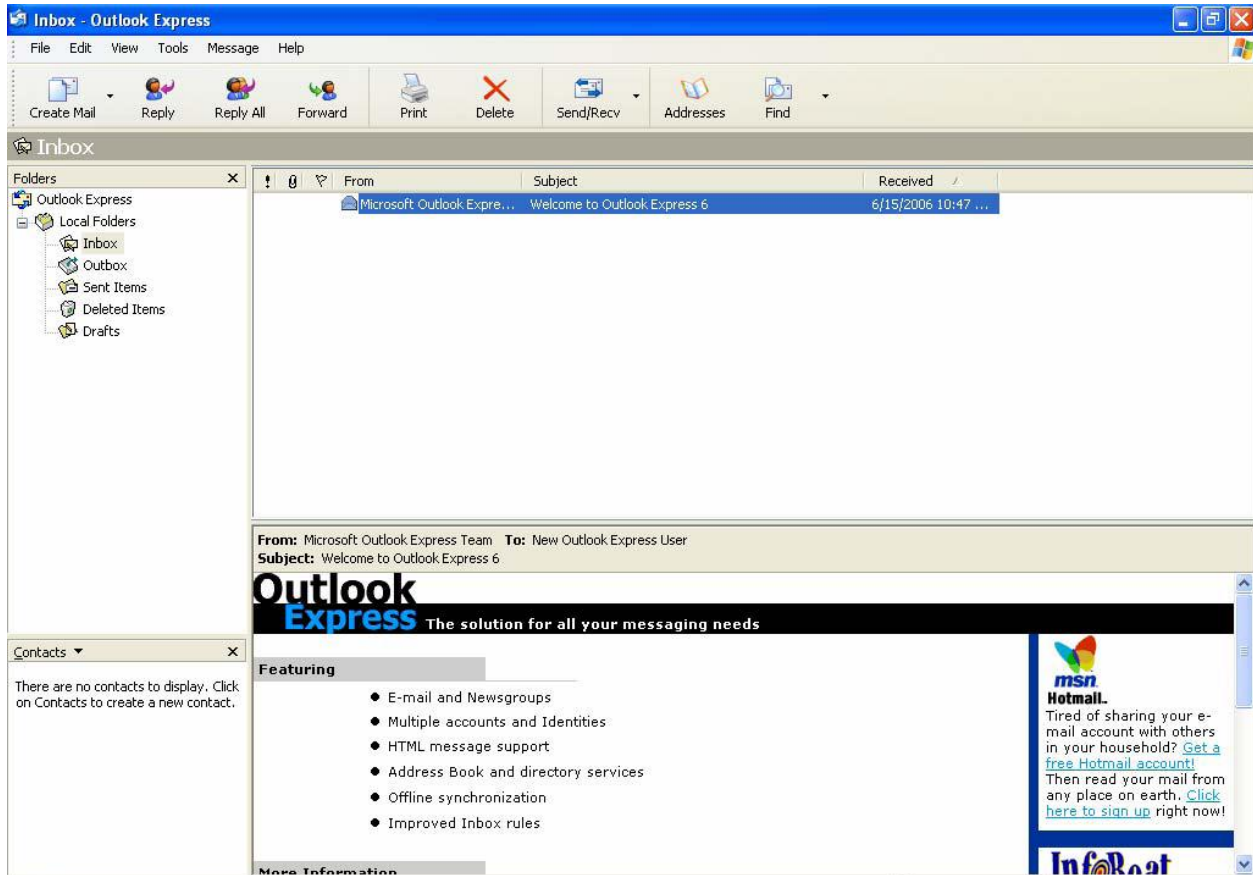 Inbox - Outlook Express
File Edit View Tools Message Help
Create Mail Reply Reply All Forward Print Delete Send/Recv Addresses Find
Inbox
Folders
Outlook Express
Local Folders
Inbox
Outbox
Sent Items
Deleted Items
Drafts
Contacts
There are no contacts to display. Click
on Contacts to create a new contact.
! From Subject Received
Microsoft Outlook Expre... Welcome to Outlook Express 6 6/15/2006 10:47 ...
From: Microsoft Outlook Express Team To: New Outlook Express User
Subject: Welcome to Outlook Express 6
Outlook
Express The solution for all your messaging needs
Featuring
• E-mail and Newsgroups
• Multiple accounts and Identities
• HTML message support
• Address Book and directory services
• Offline synchronization
• Improved Inbox rules
More Information
msn
Hotmail.
Tired of sharing your e-
mail account with others
in your household? Get a
free Hotmail account!
Then read your mail from
any place on earth. Click
here to sign up right now!
InfoBeat